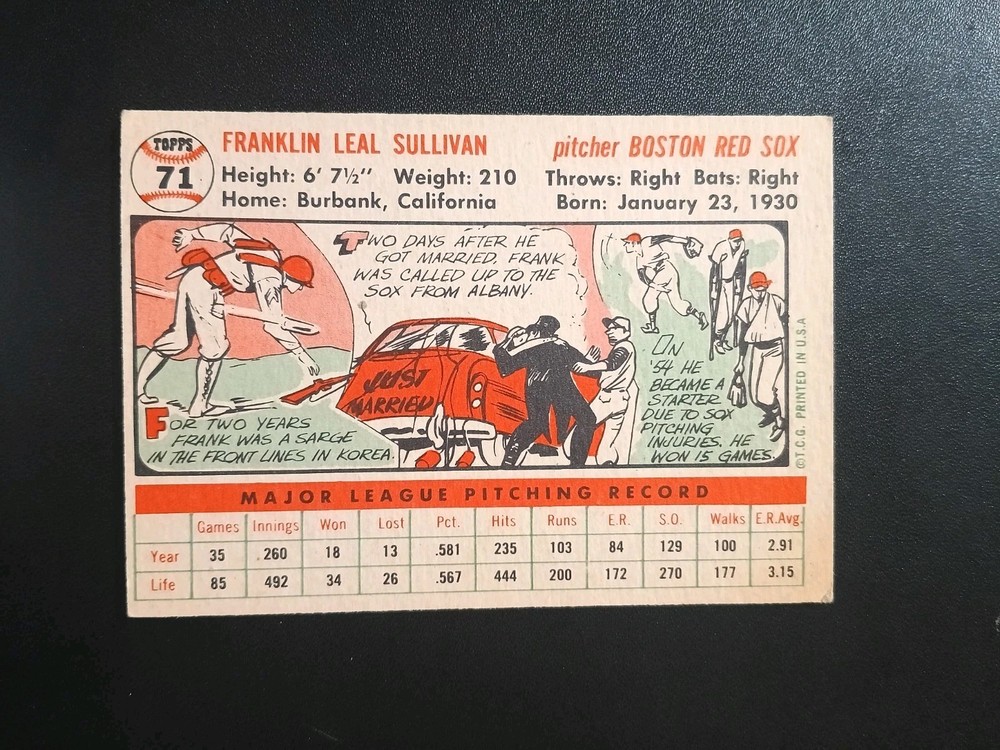 TOPPS
71
FRANKLIN LEAL SULLIVAN pitcher BOSTON RED SOX
Height: 6' 7½" Weight: 210 Throws: Right Bats: Right
Home: Burbank, California Born: January 23, 1930
TWO DAYS AFTER HE
GOT MARRIED, FRANK
WAS CALLED UP TO THE
SOX FROM ALBANY.
JUST
MARRIED
FOR TWO YEARS
FRANK WAS A SARGE
IN THE FRONT LINES IN KOREA.
IN
'54 HE
BECAME A
STARTER
DUE TO SOX
PITCHING
INJURIES. HE
WON 15 GAMES.
©T.C.G. PRINTED IN U.S.A
MAJOR LEAGUE PITCHING RECORD
Games Innings Won Lost Pct. Hits Runs E.R. S.O. Walks E.R.Avg.
Year 35 260 18 13 .581 235 103 84 129 100 2.91
Life 85 492 34 26 .567 444 200 172 270 177 3.15